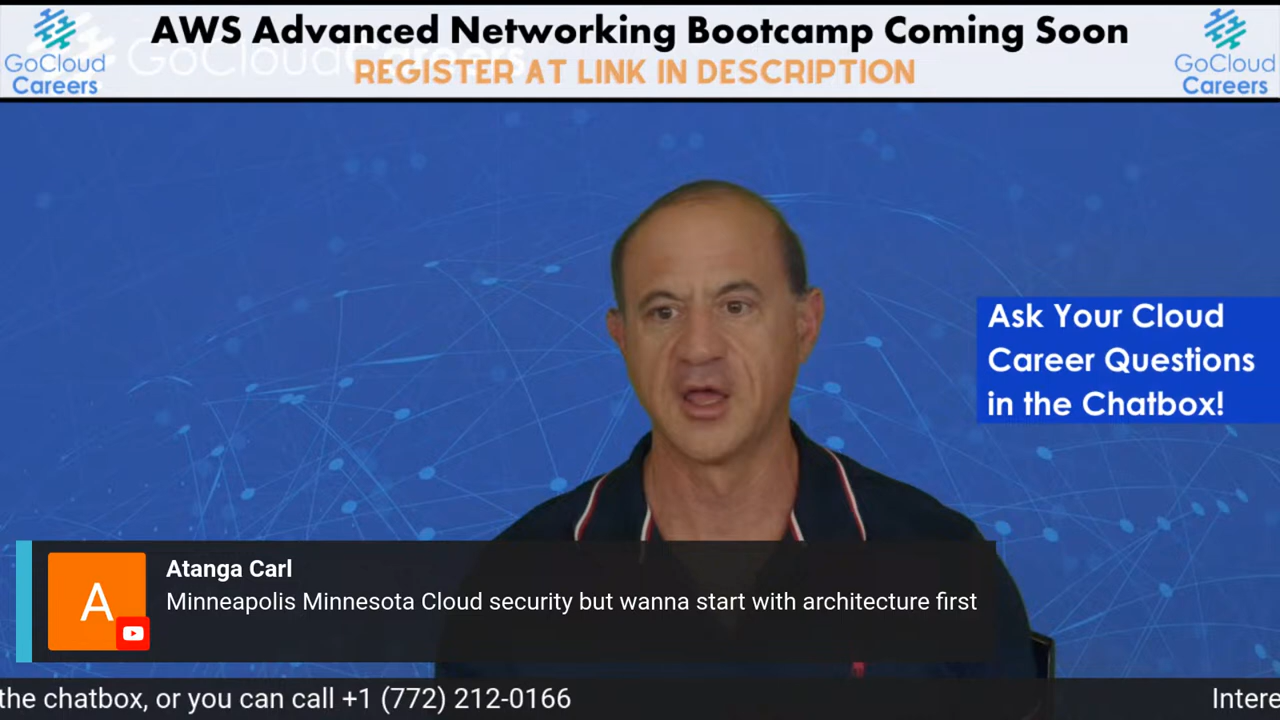 AWS Advanced Networking Bootcamp Coming Soon
GoCloudCareers
REGISTER AT LINK IN DESCRIPTION
GoCloud
Careers
GoCloud
Careers
Ask Your Cloud
Career Questions
in the Chatbox!
A
Atanga Carl
Minneapolis Minnesota Cloud security but wanna start with architecture first
the chatbox, or you can call +1 (772) 212-0166
Intere